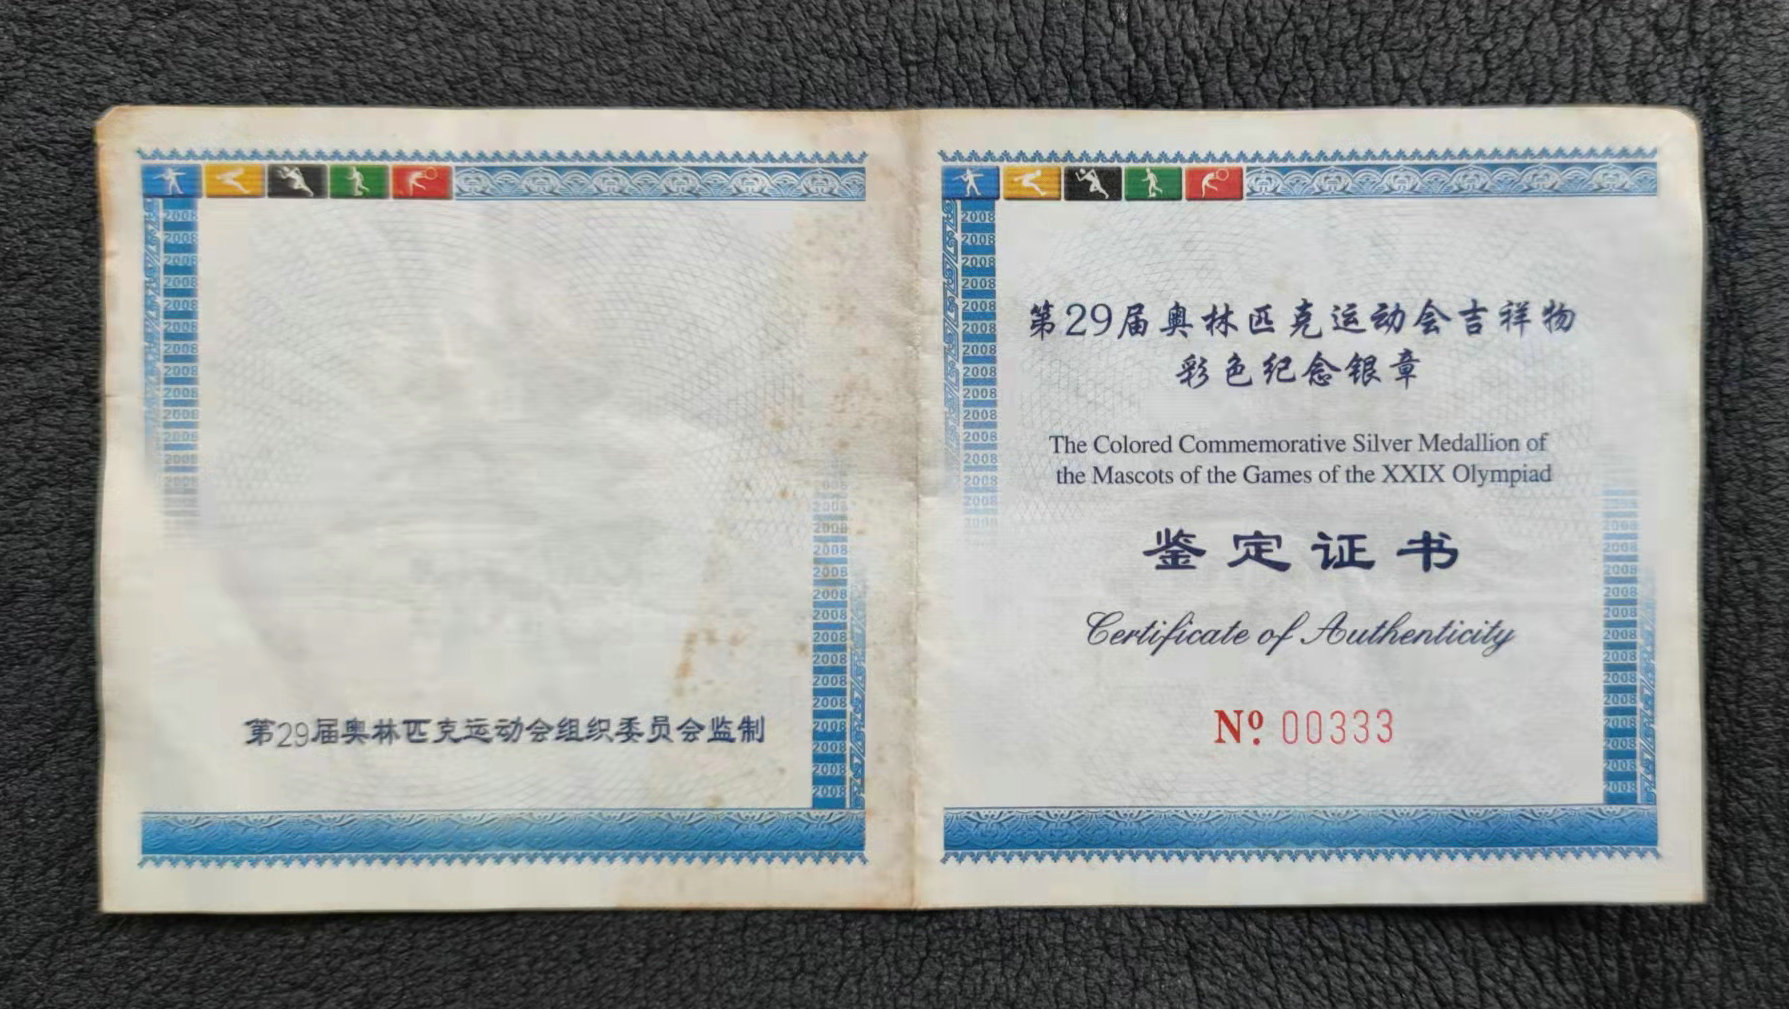 第29届奥林匹克运动会组织委员会监制
第29届奥林匹克运动会吉祥物
彩色纪念银章
The Colored Commemorative Silver Medallion of
the Mascots of the Games of the XXIX Olympiad
鉴定证书
Certificate of Authenticity
Nº 00333
2008